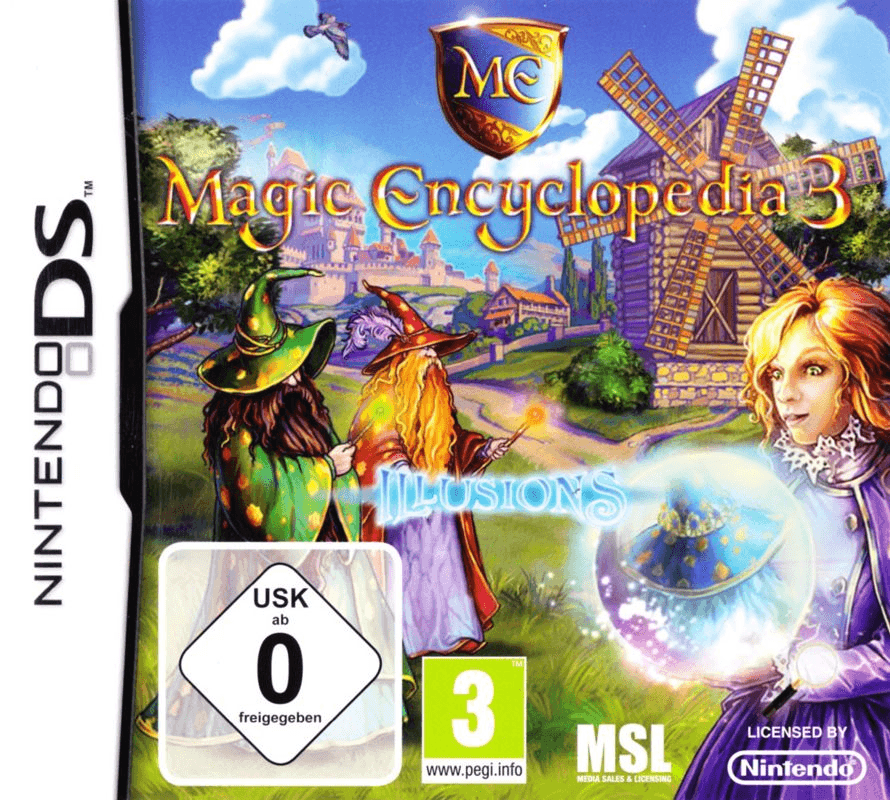 NINTENDO DS™
ME
Magic Encyclopedia 3
ILLUSIONS
USK
ab
0
freigegeben
3
TM
www.pegi.info
MSL
MEDIA SALES & LICENSING
LICENSED BY
Nintendo